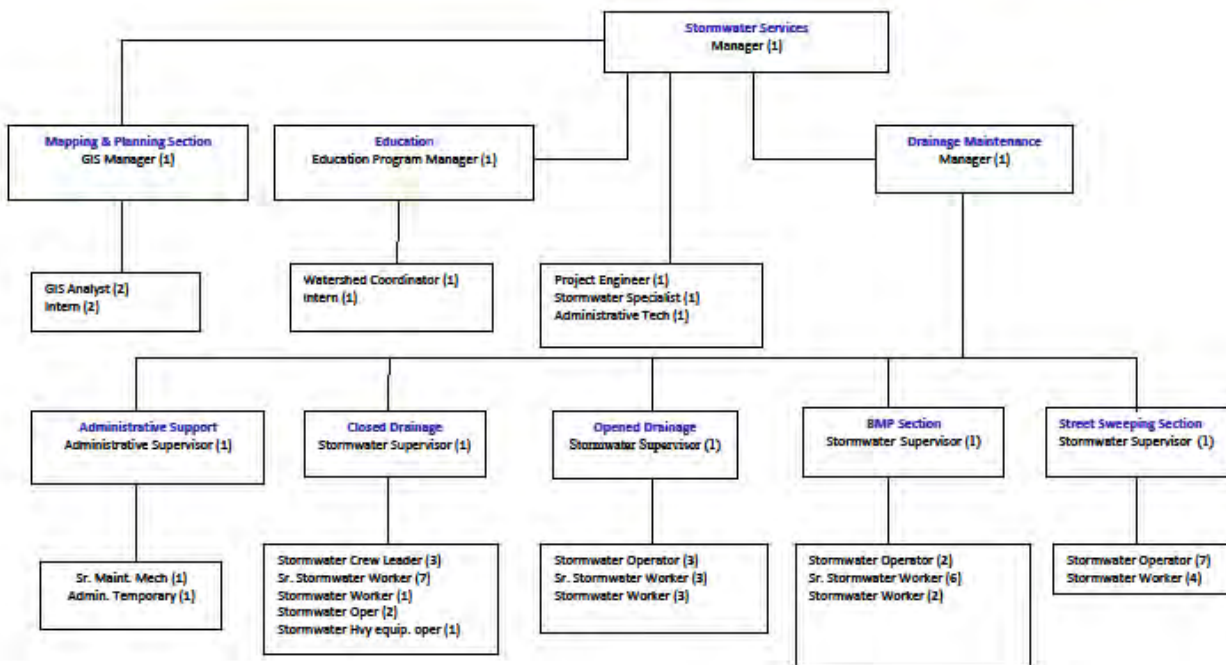 Stormwater Services
Manager (1)
Mapping & Planning Section
GIS Manager (1)
Education
Education Program Manager (1)
Drainage Maintenance
Manager (1)
GIS Analyst (2)
Intern (2)
Watershed Coordinator (1)
Intern (1)
Project Engineer (1)
Stormwater Specialist (1)
Administrative Tech (1)
Administrative Support
Administrative Supervisor (1)
Closed Drainage
Stormwater Supervisor (1)
Opened Drainage
Stormwater Supervisor (1)
BMP Section
Stormwater Supervisor (1)
Street Sweeping Section
Stormwater Supervisor (1)
Sr. Maint. Mech (1)
Admin. Temporary (1)
Stormwater Crew Leader (3)
Sr. Stormwater Worker (7)
Stormwater Worker (1)
Stormwater Oper (2)
Stormwater Hvy equip. oper (1)
Stormwater Operator (3)
Sr. Stormwater Worker (3)
Stormwater Worker (3)
Stormwater Operator (2)
Sr. Stormwater Worker (6)
Stormwater Worker (2)
Stormwater Operator (7)
Stormwater Worker (4)